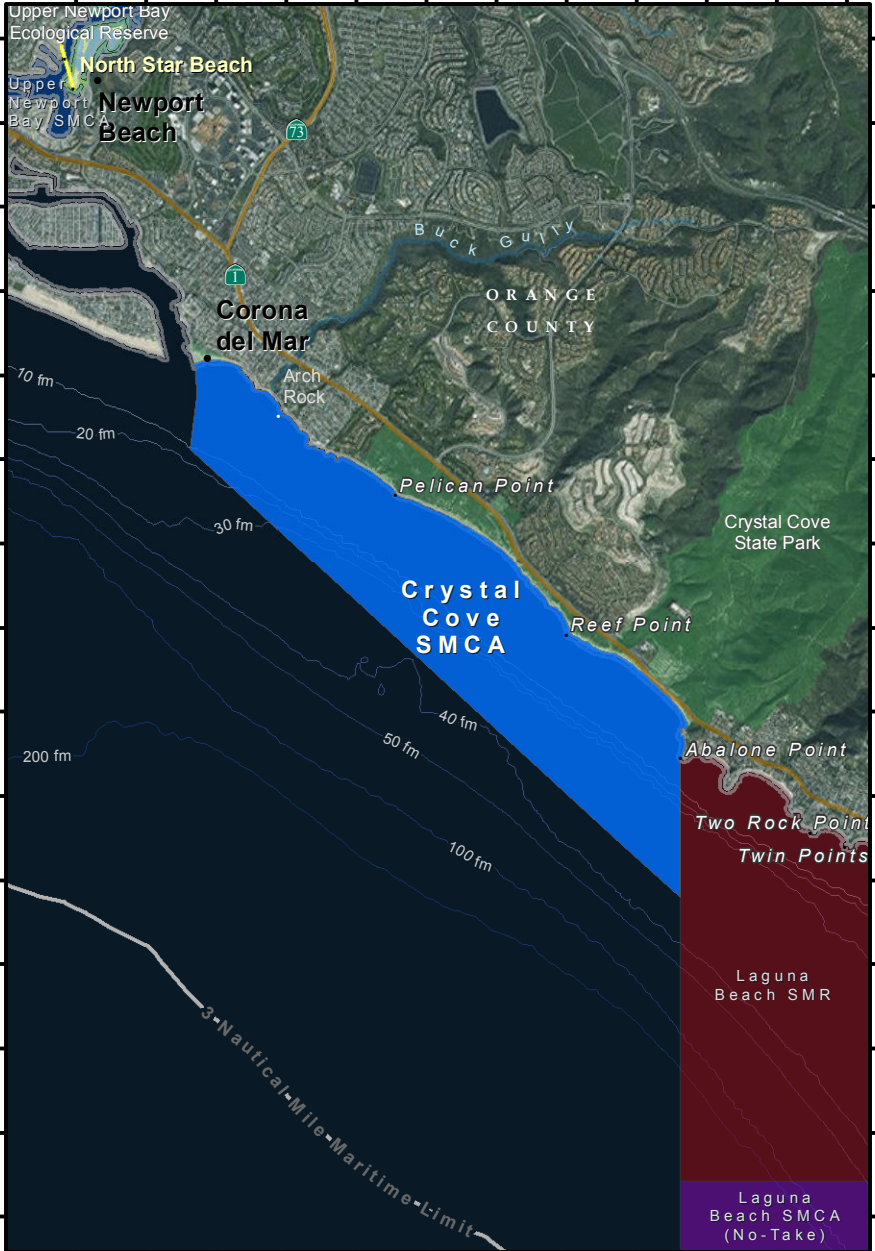 Upper Newport Bay
Ecological Reserve
North Star Beach
Upper
Newport
Bay SMCA
Newport
Beach
73
Buck Gully
1
ORANGE
COUNTY
Corona
del Mar
Arch
Rock
10 fm
20 fm
Pelican Point
30 fm
Crystal Cove
State Park
Crystal
Cove
SMCA
Reef Point
40 fm
50 fm
200 fm
Abalone Point
Two Rock Point
Twin Points
100 fm
Laguna
Beach SMR
3 Nautical Mile Maritime Limit
Laguna
Beach SMCA
(No-Take)